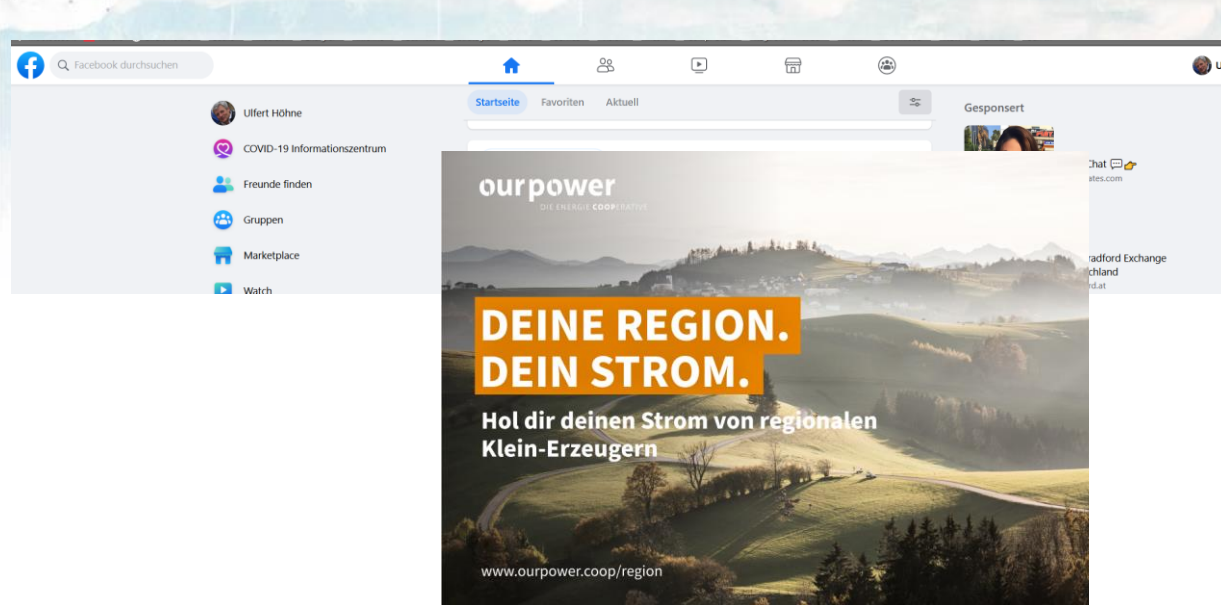 Facebook durchsuchen
Ulfert Höhne
COVID-19 Informationszentrum
Freunde finden
Gruppen
Marketplace
Watch
Startseite Favoriten Aktuell
Gesponsert
Chat
ates.com
radford Exchange
chland
rd.at
ourpower
DIE ENERGIE COOPERATIVE
DEINE REGION.
DEIN STROM.
Hol dir deinen Strom von regionalen
Klein-Erzeugern
www.ourpower.coop/region